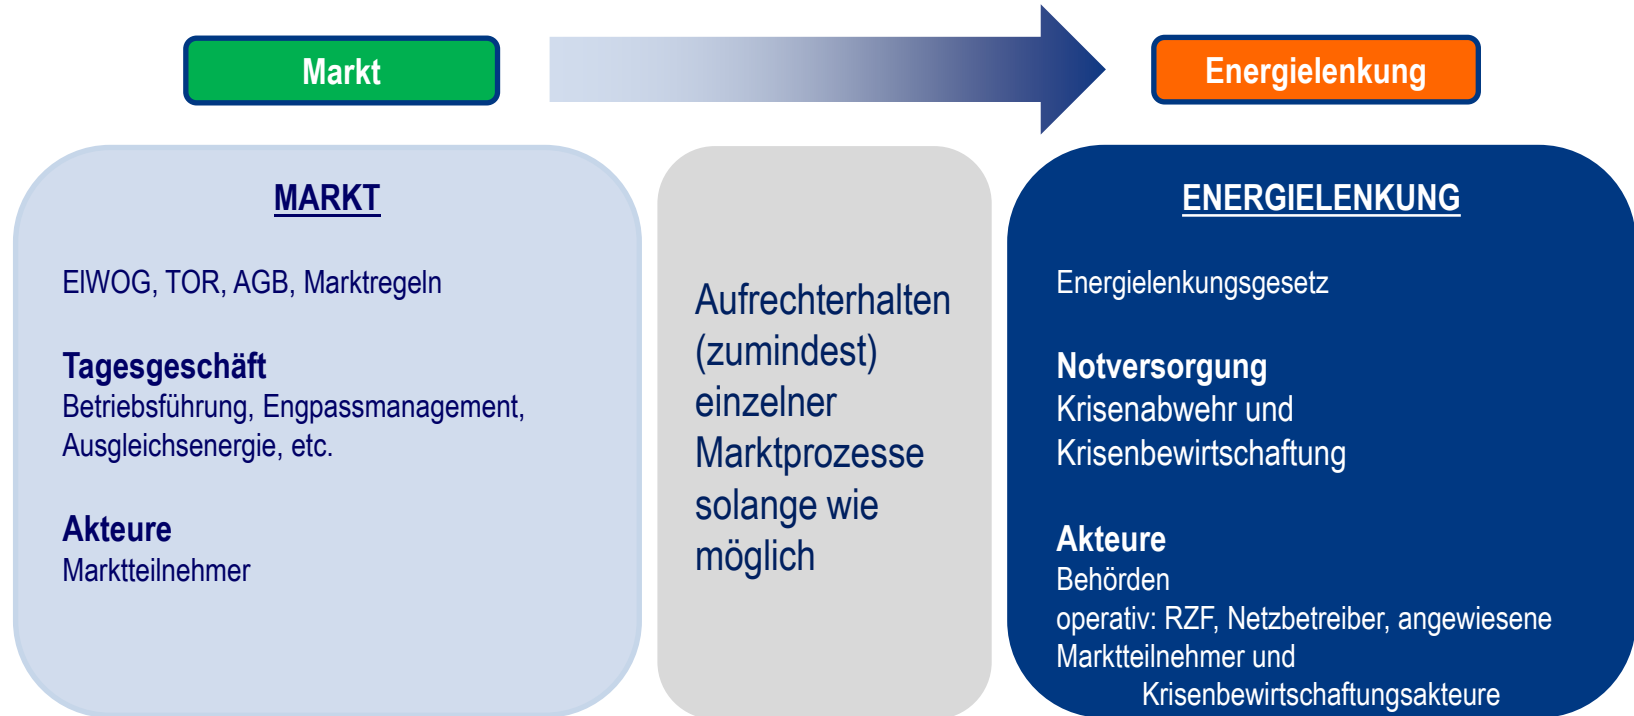 Markt
Energielenkung
MARKT
ElWOG, TOR, AGB, Marktregeln
Tagesgeschäft
Betriebsführung, Engpassmanagement,
Ausgleichsenergie, etc.
Akteure
Marktteilnehmer
Aufrechterhalten
(zumindest)
einzelner
Marktprozesse
solange wie
möglich
ENERGIELENKUNG
Energielenkungsgesetz
Notversorgung
Krisenabwehr und
Krisenbewirtschaftung
Akteure
Behörden
operativ: RZF, Netzbetreiber, angewiesene
Marktteilnehmer und
Krisenbewirtschaftungsakteure